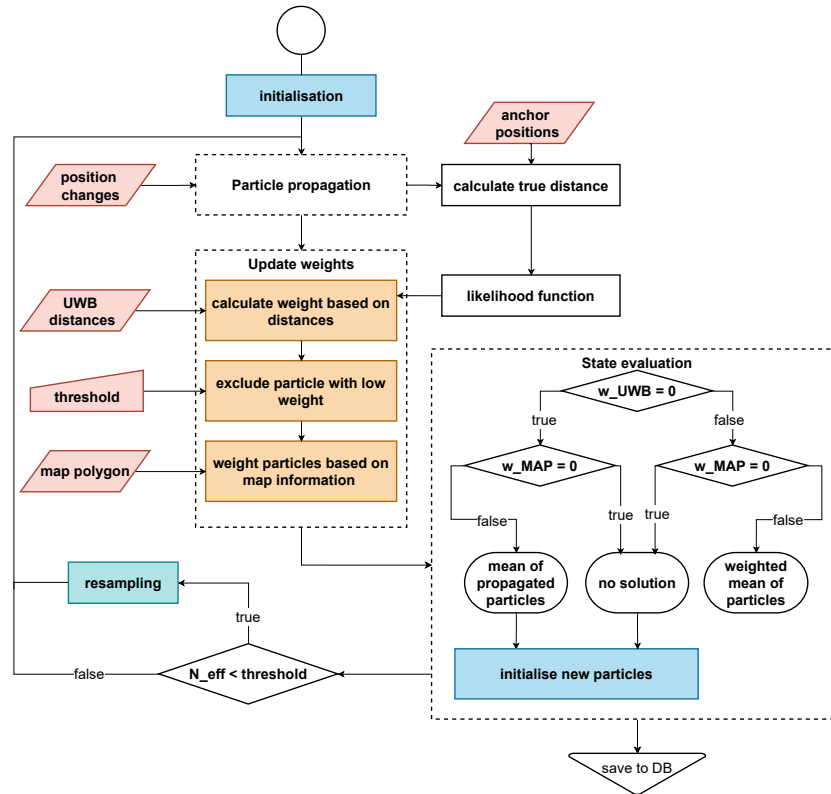 initialisation
anchor
positions
position
changes
Particle propagation
calculate true distance
Update weights
UWB
distances
calculate weight based on
distances
likelihood function
threshold
exclude particle with low
weight
map polygon
weight particles based on
map information
State evaluation
w_UWB = 0
true
false
w_MAP = 0
w_MAP = 0
false
true
true
false
mean of
propagated
particles
no solution
weighted
mean of
particles
initialise new particles
resampling
true
false
N_eff < threshold
save to DB